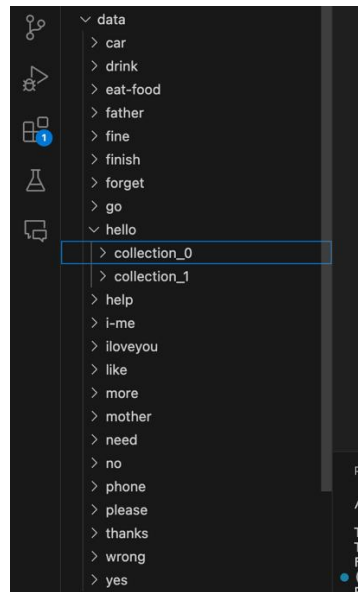 data
car
drink
eat-food
father
fine
finish
forget
go
hello
collection_0
collection_1
help
i-me
iloveyou
like
more
mother
need
no
phone
please
thanks
wrong
yes
1